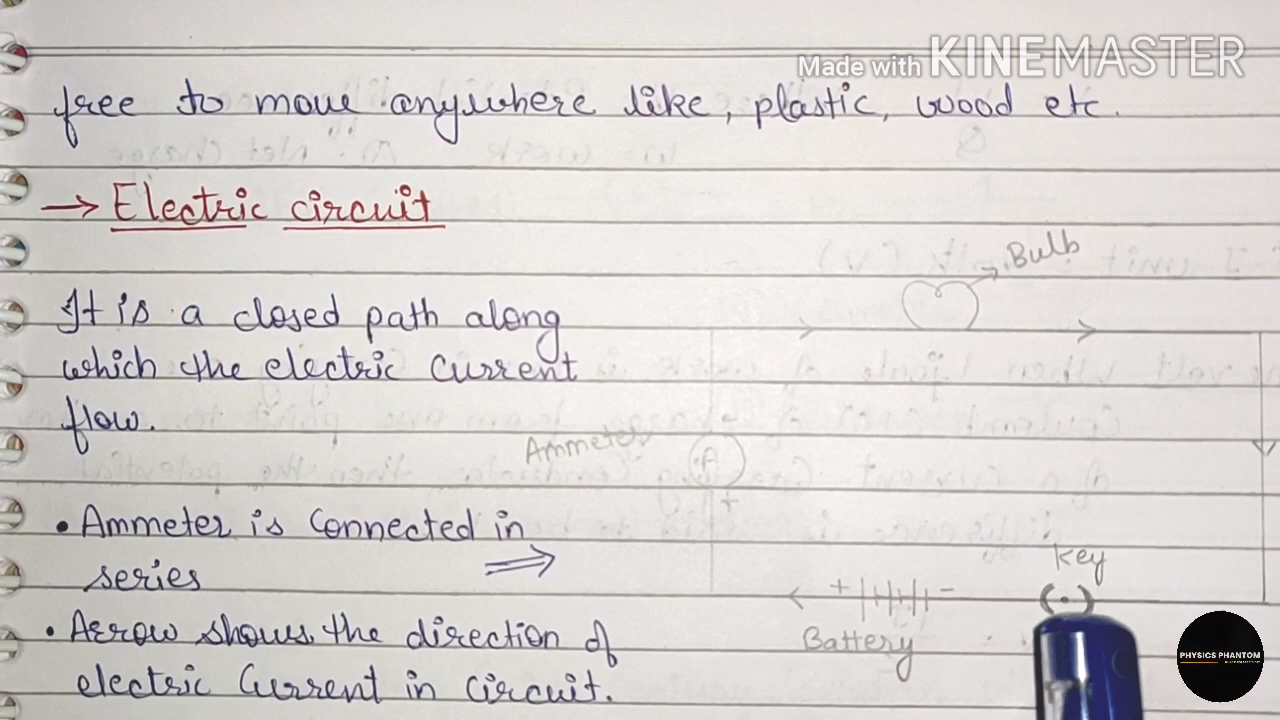 Made with KINEMASTER
free to move anywhere like, plastic, wood etc.
→ Electric circuit
Bulb
It is a closed path along
which the electric current
flow.
Ammeter
A
-
+
• Ammeter is Connected in
series
Key
+ -
Battery
• Arrow shows the direction of
electric Current in circuit.
PHYSICS PHANTOM